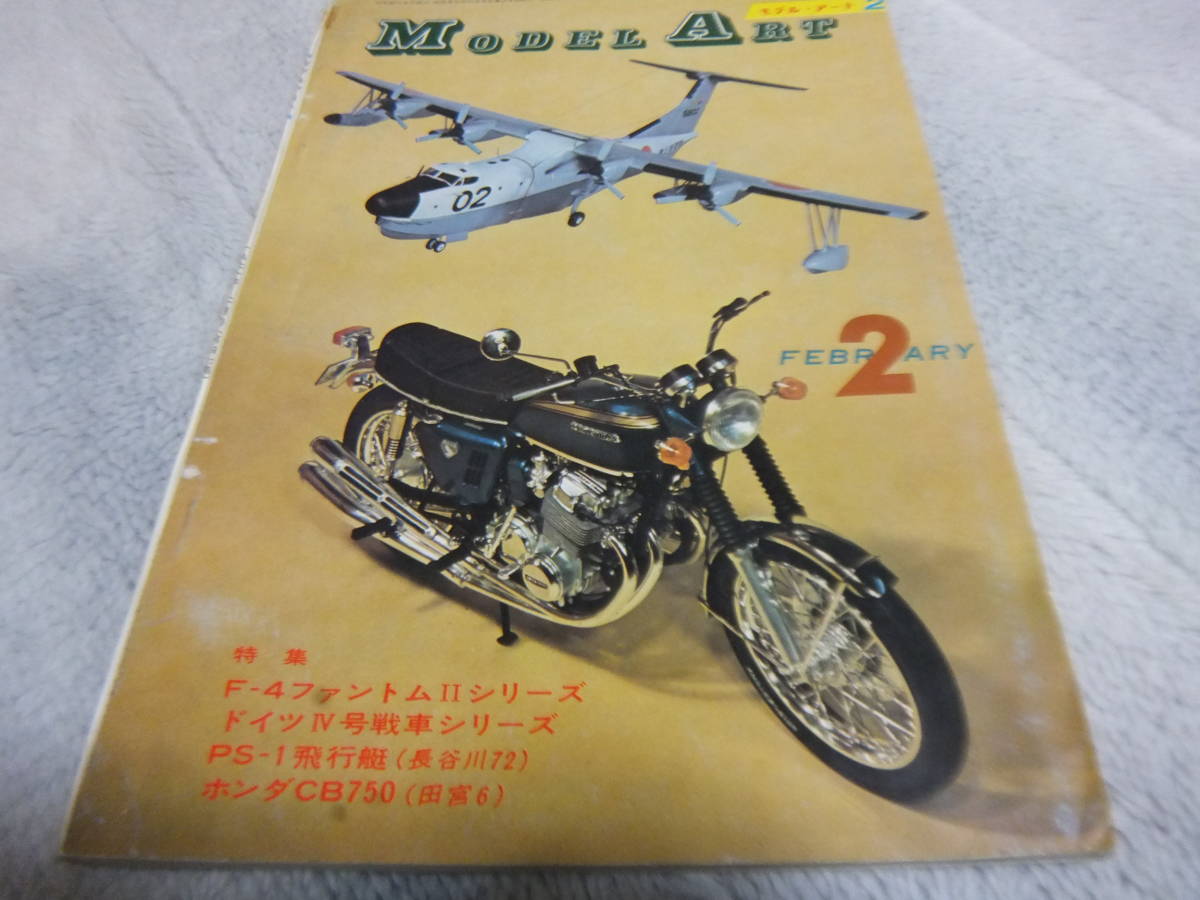 モデル・アート 2
MODEL ART
02
FEBRUARY
2
HONDA
特集
F-4ファントムⅡシリーズ
ドイツⅣ号戦車シリーズ
PS-1飛行艇(長谷川72)
ホンダCB750(田宮6)